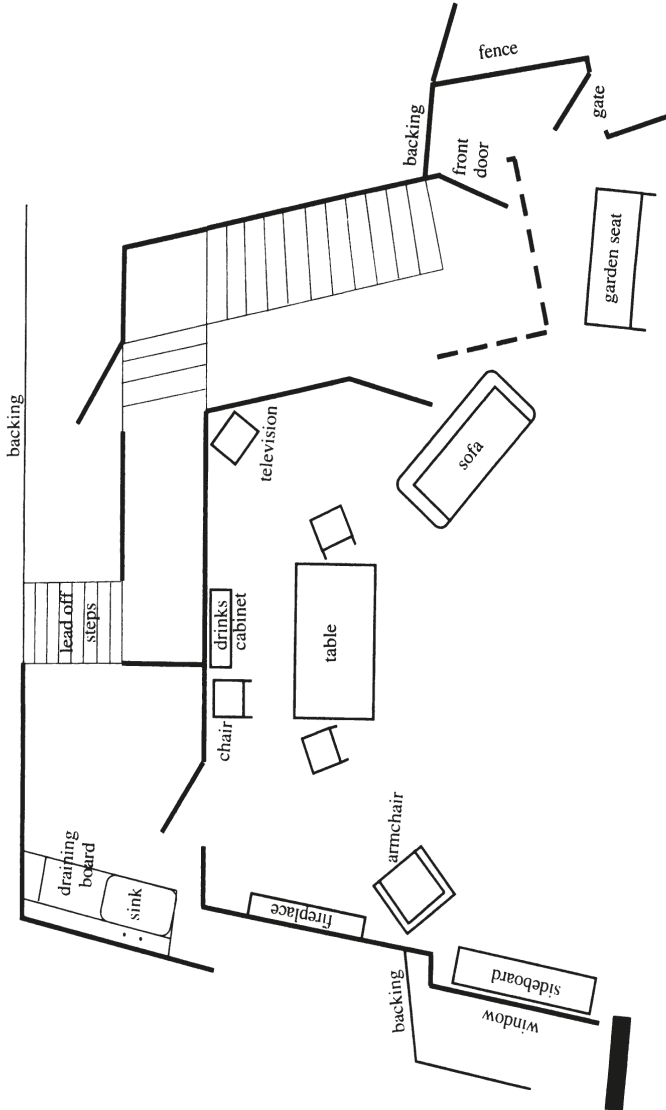 fence
gate
backing
front
door
garden seat
backing
television
sofa
lead off
steps
drinks
cabinet
table
chair
draining
board
sink
armchair
fireplace
backing
sideboard
window